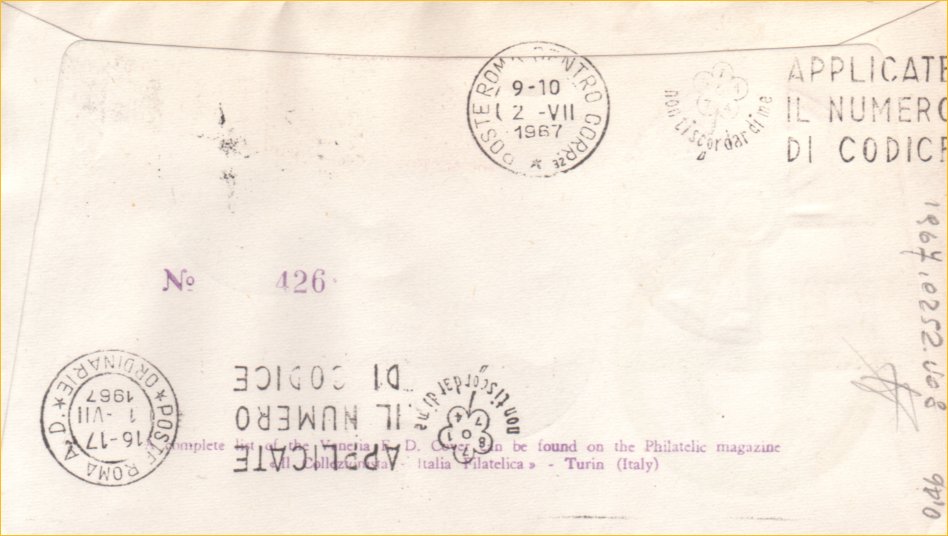 POSTE ROMA CENTRO CORR.
9-10
2 -VII
1967
32
non ti scordar di me
APPLICATE
IL NUMERO
DI CODICE
1967.0252.
No 426
POSTE ROMA A.D. ORDINARIE
16-17
1 -VII
1967
APPLICATE
IL NUMERO
DI CODICE
non ti scordar di me
A complete list of the Venetia F. D. Cover can be found on the Philatelic magazine
« Il Collezionista - Italia Filatelica » - Turin (Italy)